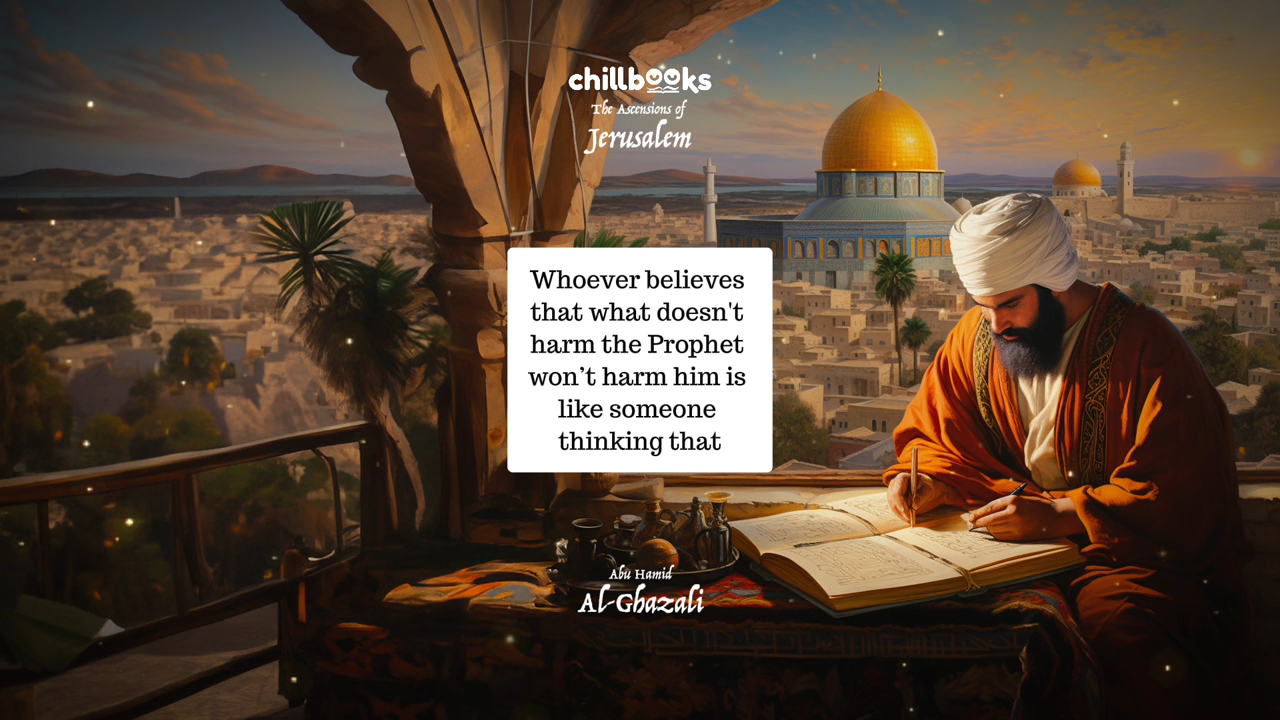 chillbooks
The Ascensions of
Jerusalem
Whoever believes
that what doesn't
harm the Prophet
won’t harm him is
like someone
thinking that
Abu Hamid
Al-Ghazali